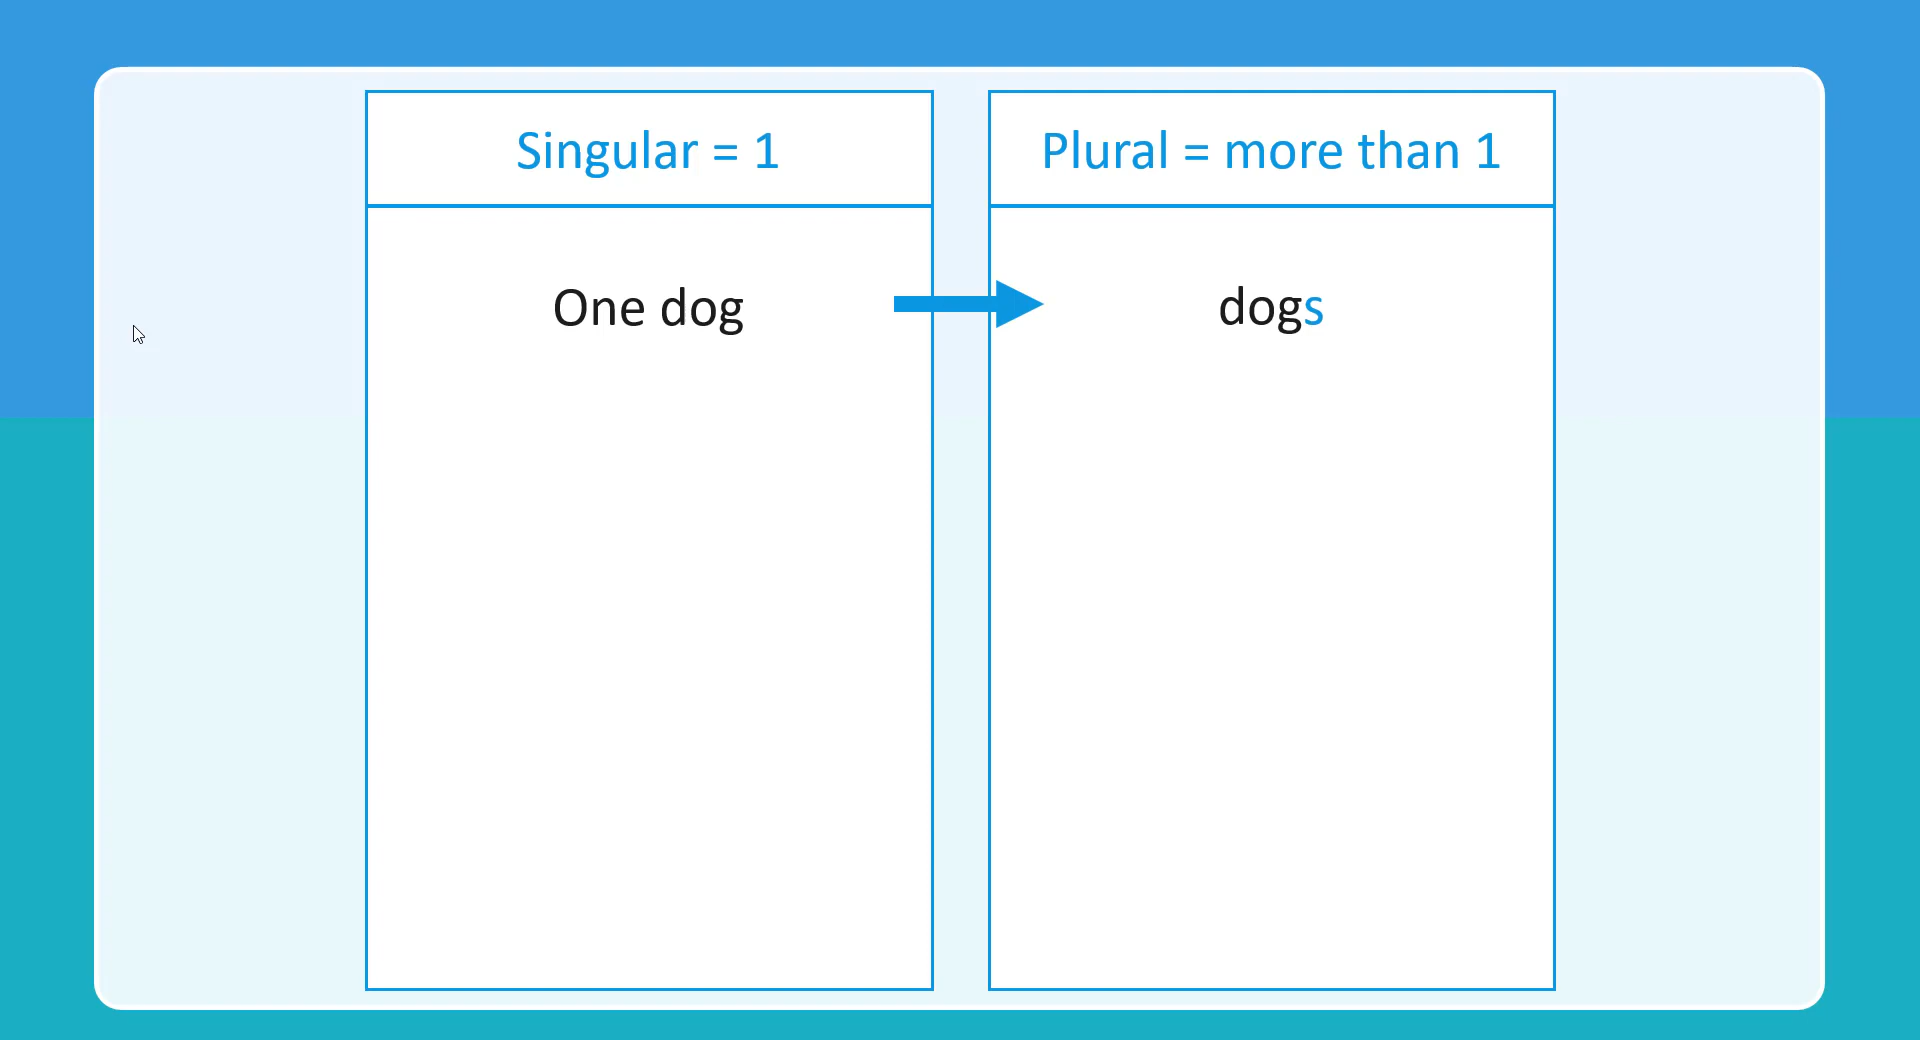 Singular = 1
Plural = more than 1
One dog
dogs